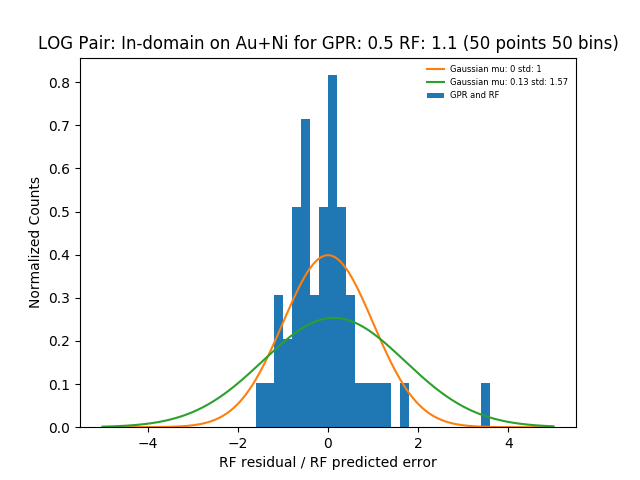 LOG Pair: In-domain on Au+Ni for GPR: 0.5 RF: 1.1 (50 points 50 bins)
Gaussian mu: 0 std: 1
Gaussian mu: 0.13 std: 1.57
GPR and RF
Normalized Counts
0.8
0.7
0.6
0.5
0.4
0.3
0.2
0.1
0.0
−4
−2
0
2
4
RF residual / RF predicted error